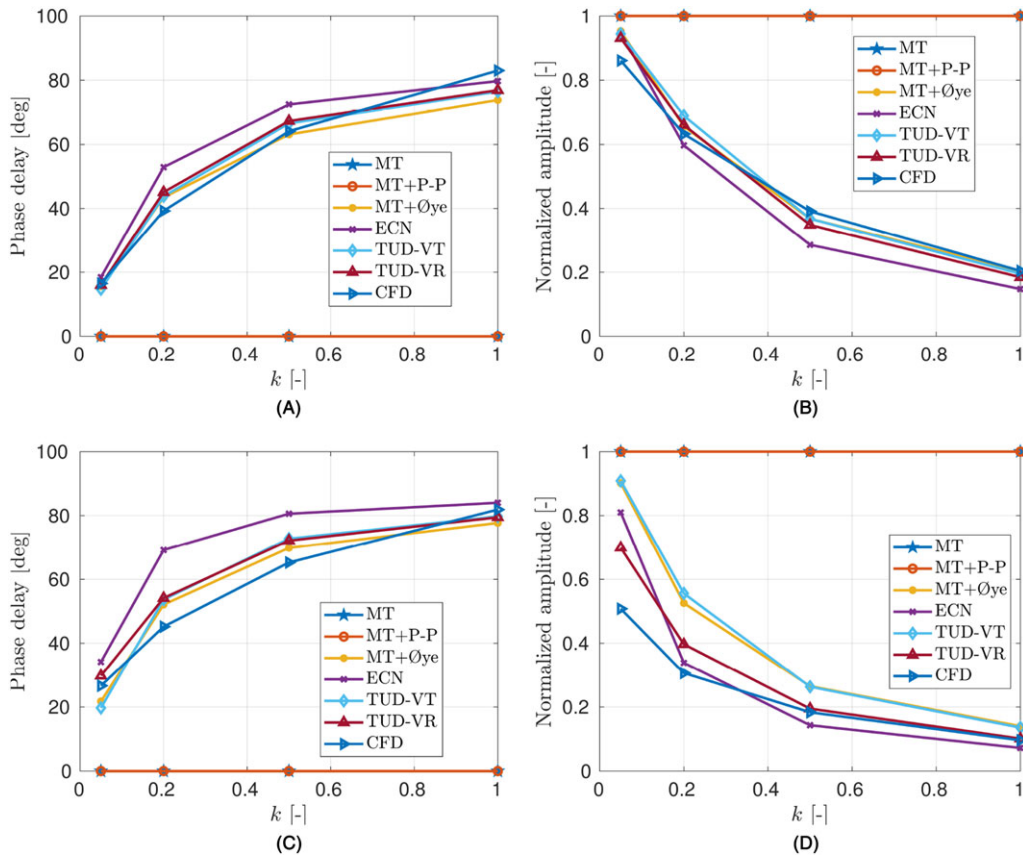 100
80
60
40
20
0
Phase delay [deg]
0
0.2
0.4
0.6
0.8
1
k [-]
MT
MT+P-P
MT+Øye
ECN
TUD-VT
TUD-VR
CFD
(A)
1
0.8
0.6
0.4
0.2
0
Normalized amplitude [-]
0
0.2
0.4
0.6
0.8
1
k [-]
MT
MT+P-P
MT+Øye
ECN
TUD-VT
TUD-VR
CFD
(B)
100
80
60
40
20
0
Phase delay [deg]
0
0.2
0.4
0.6
0.8
1
k [-]
MT
MT+P-P
MT+Øye
ECN
TUD-VT
TUD-VR
CFD
(C)
1
0.8
0.6
0.4
0.2
0
Normalized amplitude [-]
0
0.2
0.4
0.6
0.8
1
k [-]
MT
MT+P-P
MT+Øye
ECN
TUD-VT
TUD-VR
CFD
(D)